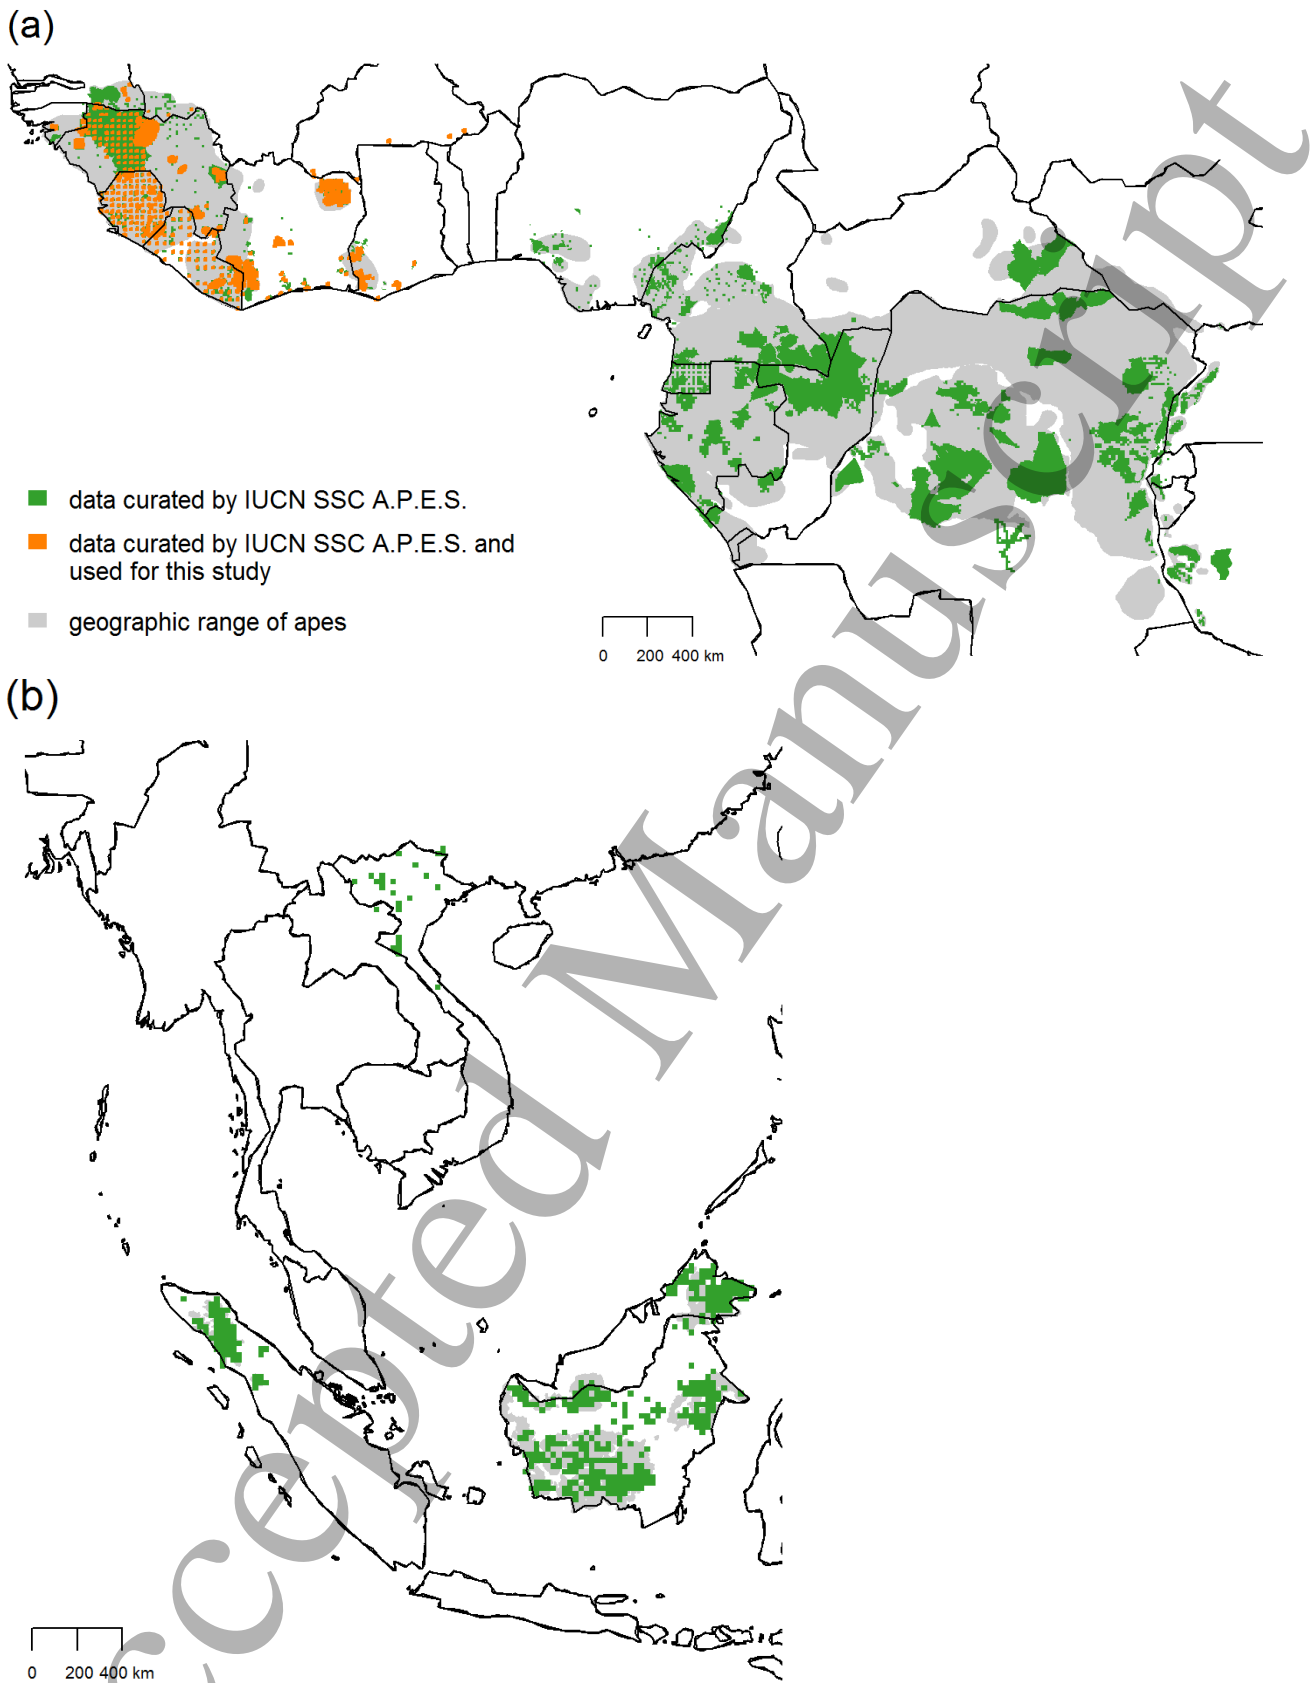 (a)
data curated by IUCN SSC A.P.E.S.
data curated by IUCN SSC A.P.E.S. and
used for this study
geographic range of apes
0 200 400 km
(b)
0 200 400 km
ccepted Manuscript